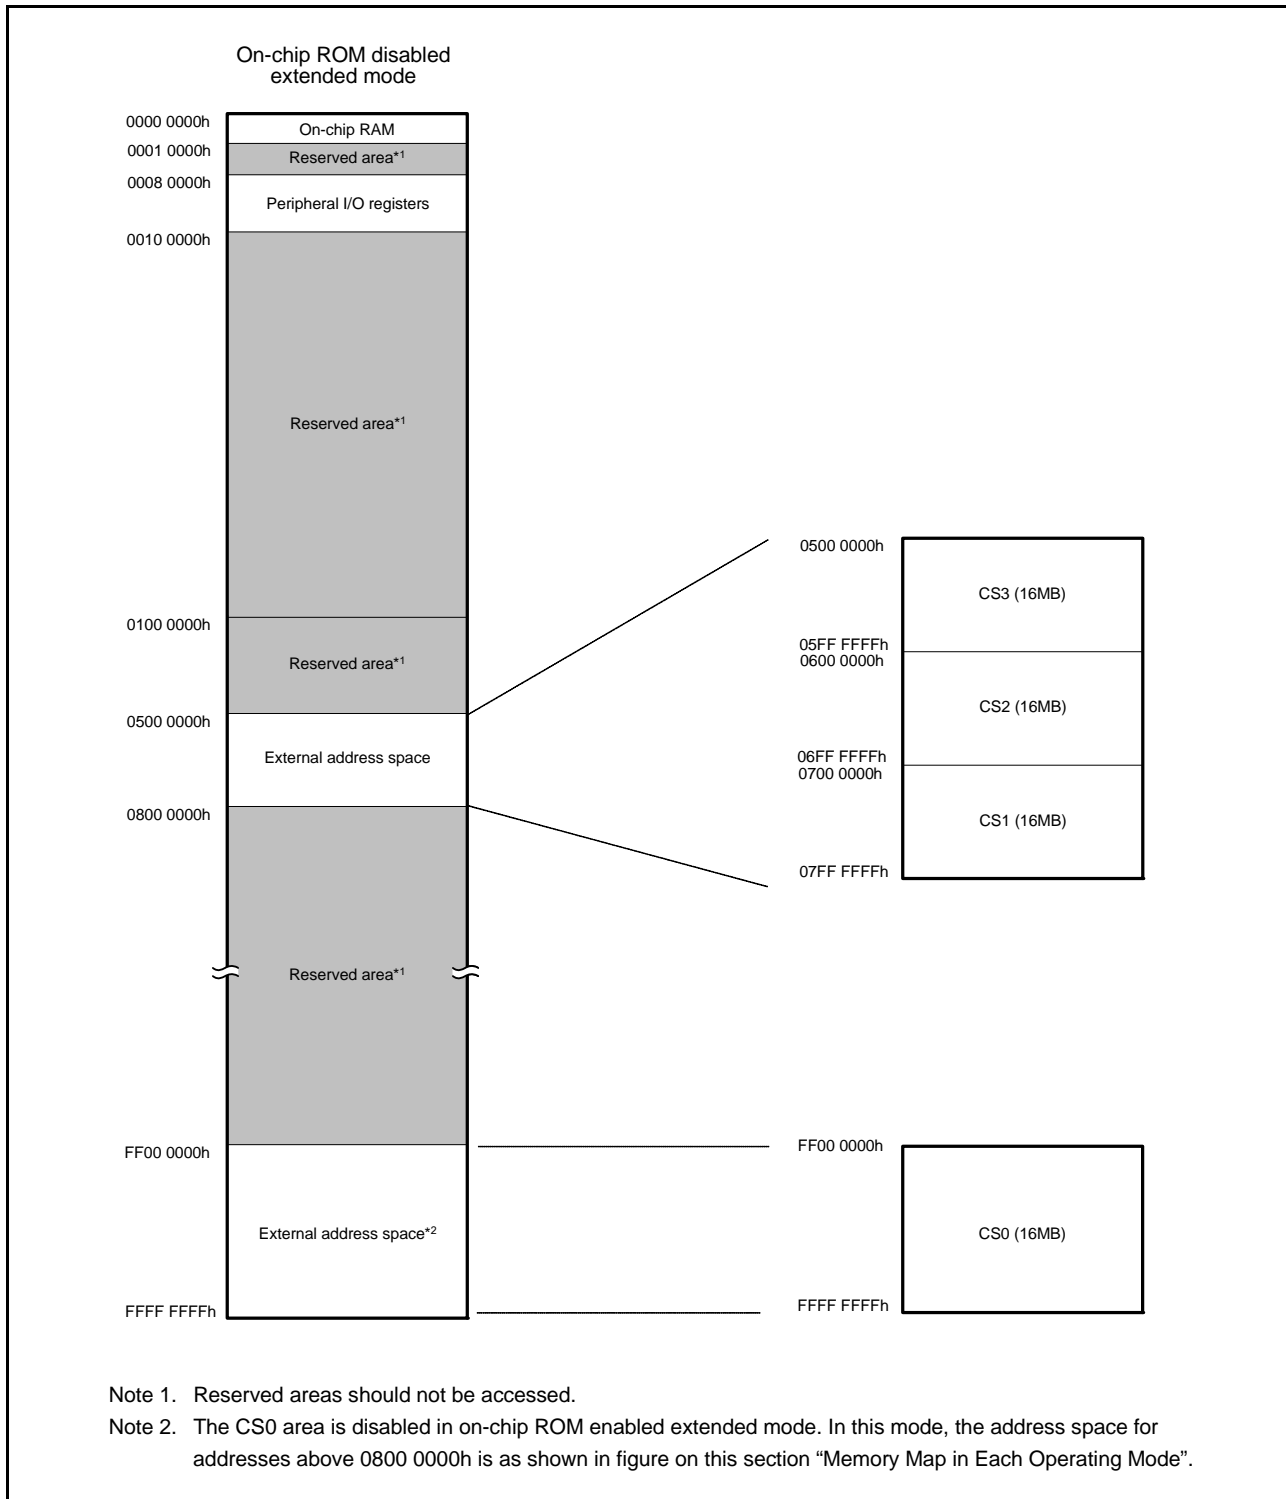 On-chip ROM disabled
extended mode
0000 0000h
On-chip RAM
0001 0000h
Reserved area*1
0008 0000h
Peripheral I/O registers
0010 0000h
Reserved area*1
0100 0000h
Reserved area*1
0500 0000h
External address space
0800 0000h
Reserved area*1
FF00 0000h
External address space*2
FFFF FFFFh
0500 0000h
CS3 (16MB)
05FF FFFFh
0600 0000h
CS2 (16MB)
06FF FFFFh
0700 0000h
CS1 (16MB)
07FF FFFFh
FF00 0000h
CS0 (16MB)
FFFF FFFFh
Note 1. Reserved areas should not be accessed.
Note 2. The CS0 area is disabled in on-chip ROM enabled extended mode. In this mode, the address space for
addresses above 0800 0000h is as shown in figure on this section “Memory Map in Each Operating Mode”.